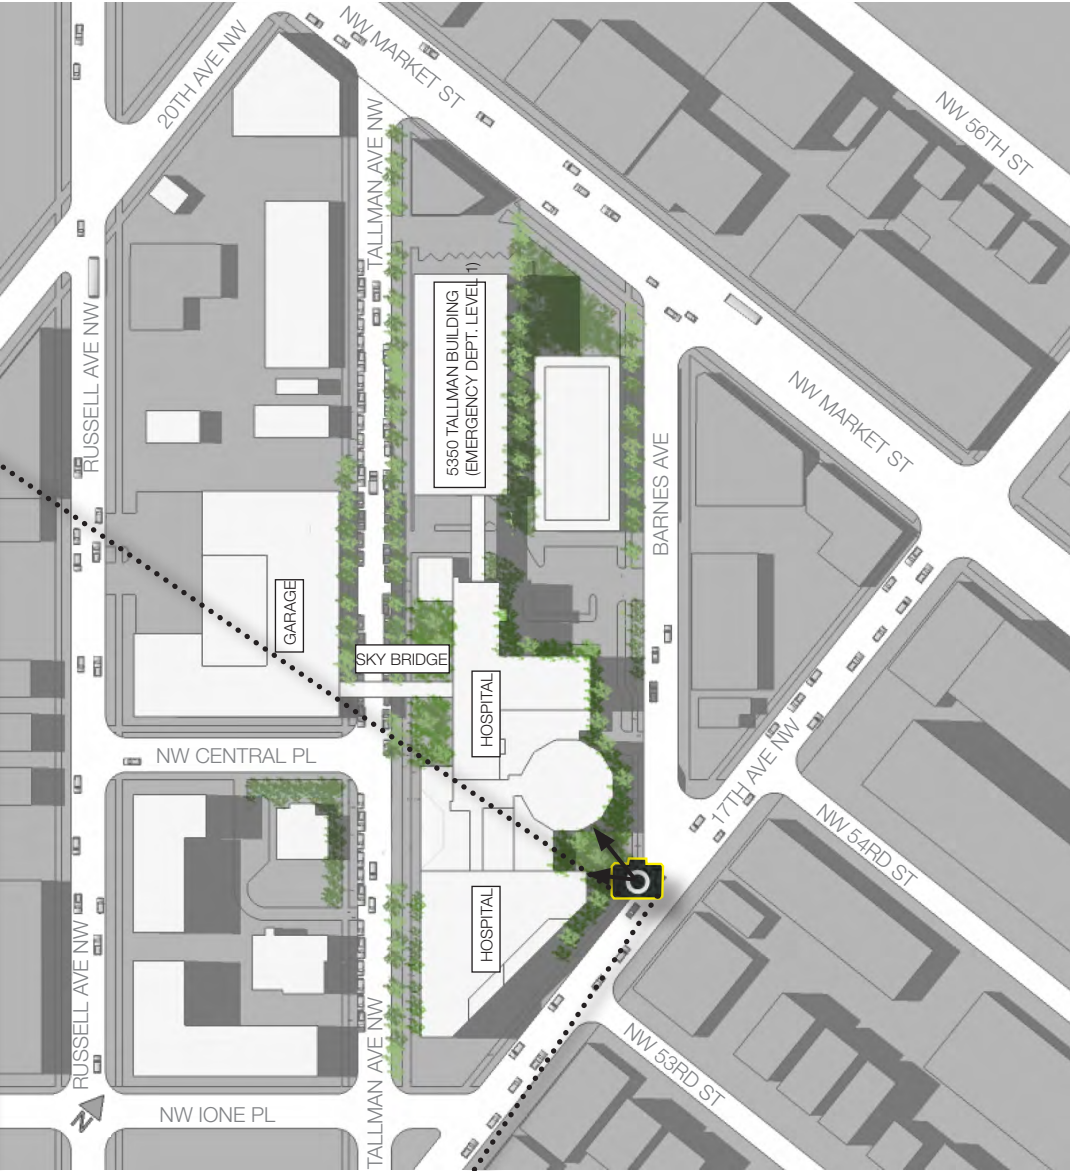 20TH AVE NW
NW MARKET ST
NW 56TH ST
TALLMAN AVE NW
RUSSELL AVE NW
5350 TALLMAN BUILDING
(EMERGENCY DEPT. LEVEL 1)
NW MARKET ST
BARNES AVE
GARAGE
SKY BRIDGE
HOSPITAL
NW CENTRAL PL
17TH AVE NW
NW 54RD ST
HOSPITAL
RUSSELL AVE NW
TALLMAN AVE NW
NW 53RD ST
N
NW IONE PL